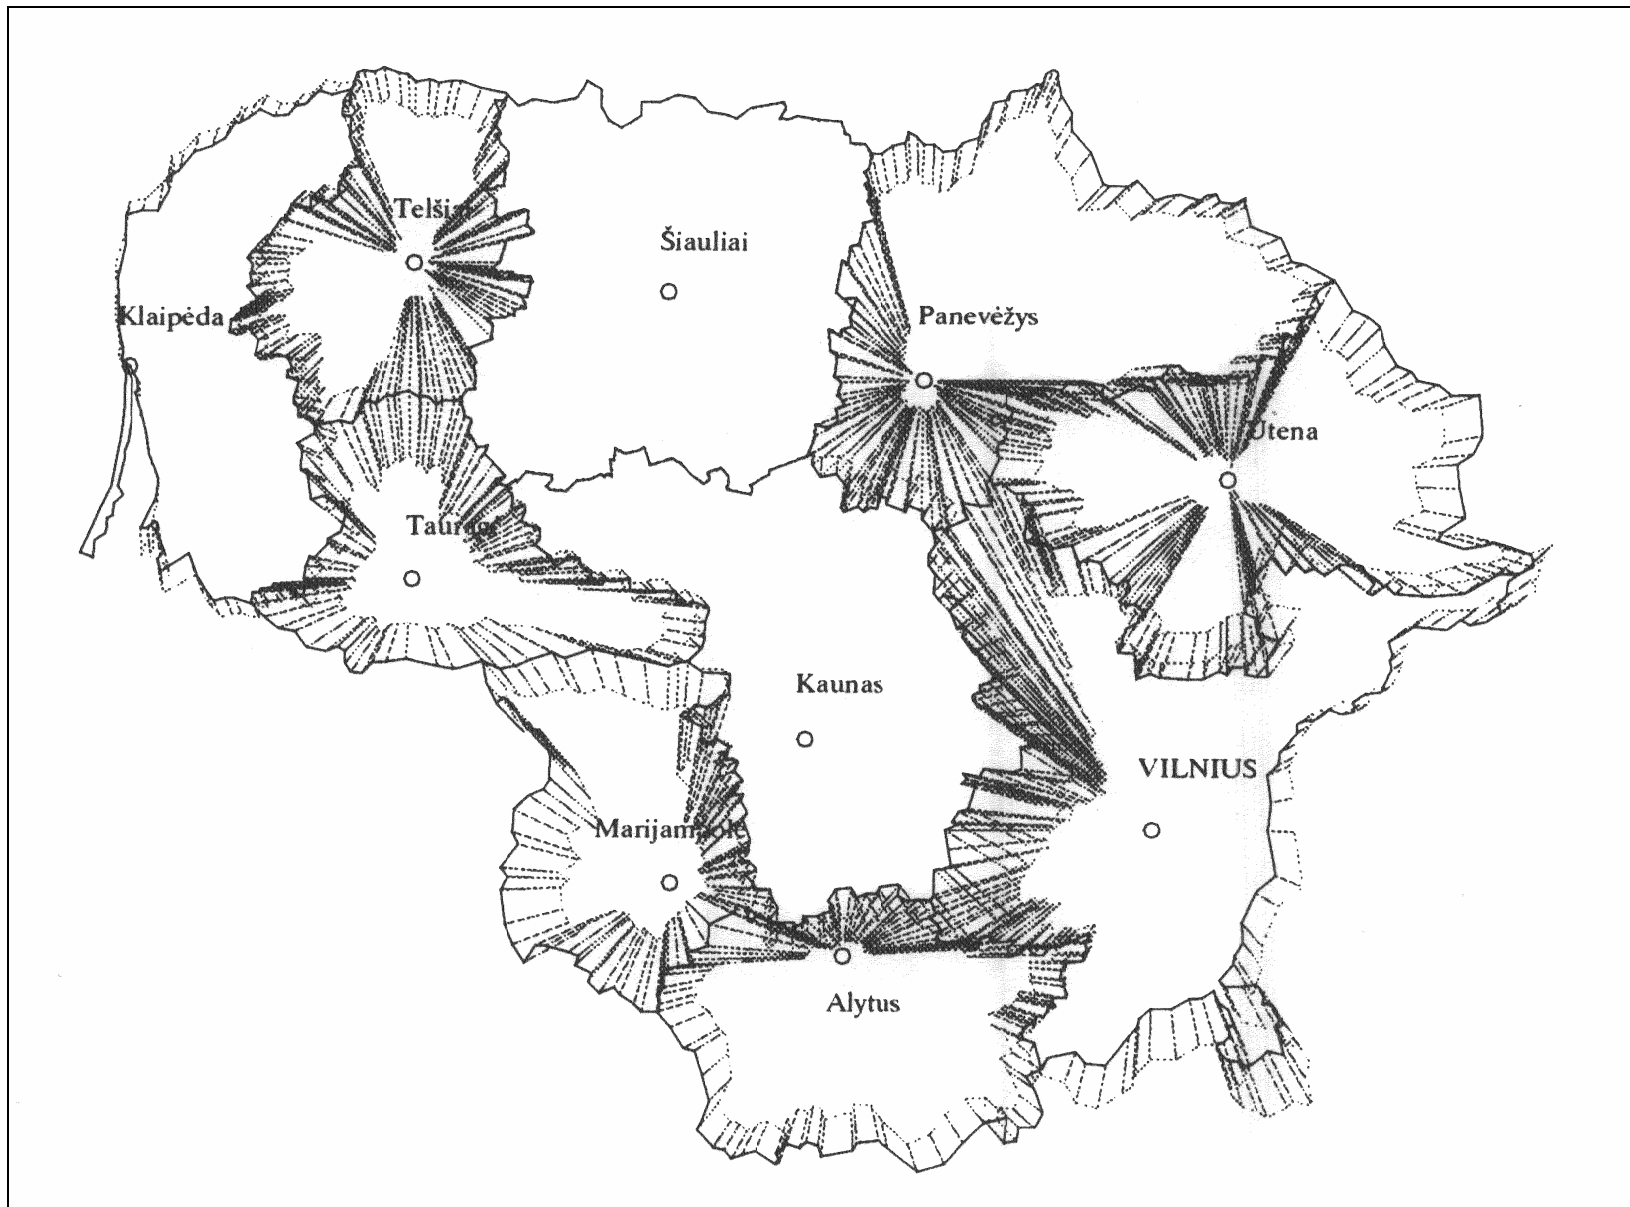 Telšiai
Šiauliai
Klaipėda
Panevėžys
Utena
Tauragė
Kaunas
VILNIUS
Marijampolė
Alytus